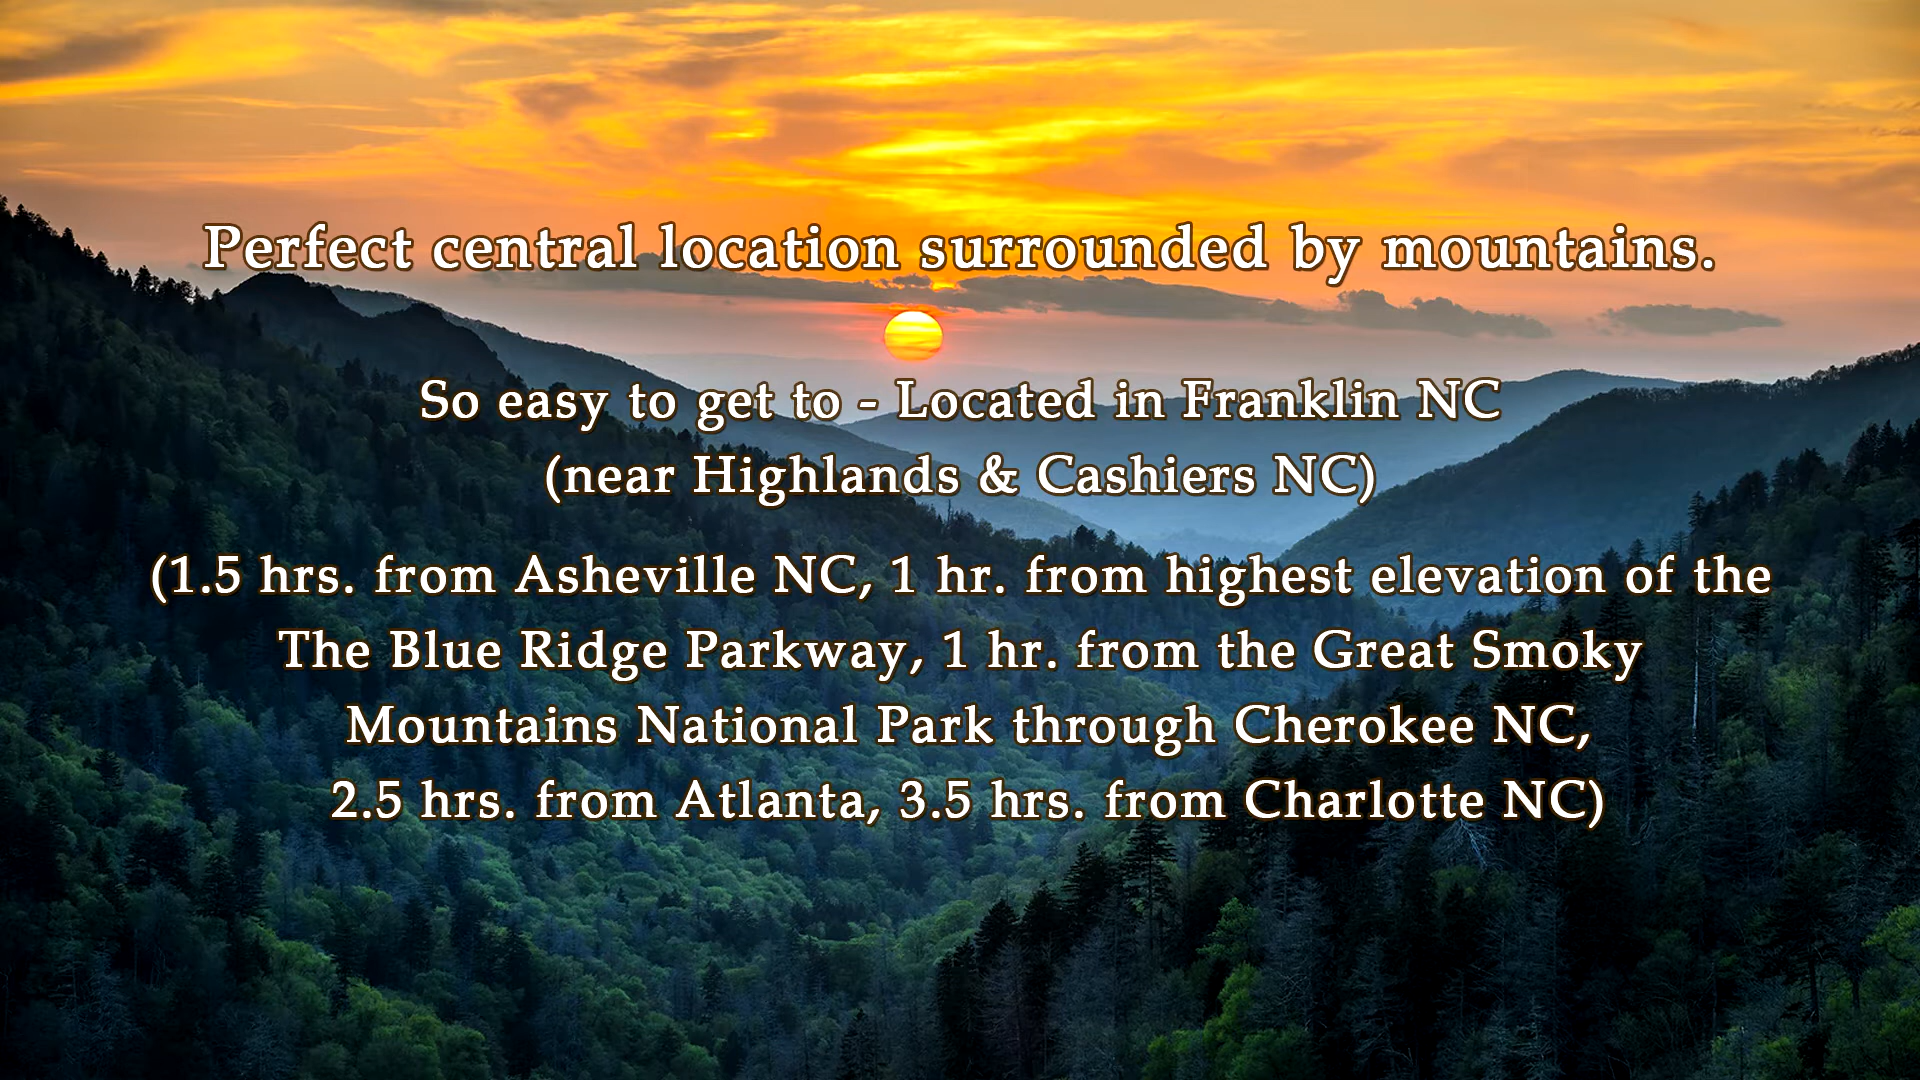 Perfect central location surrounded by mountains.
So easy to get to - Located in Franklin NC
(near Highlands & Cashiers NC)
(1.5 hrs. from Asheville NC, 1 hr. from highest elevation of the
The Blue Ridge Parkway, 1 hr. from the Great Smoky
Mountains National Park through Cherokee NC,
2.5 hrs. from Atlanta, 3.5 hrs. from Charlotte NC)